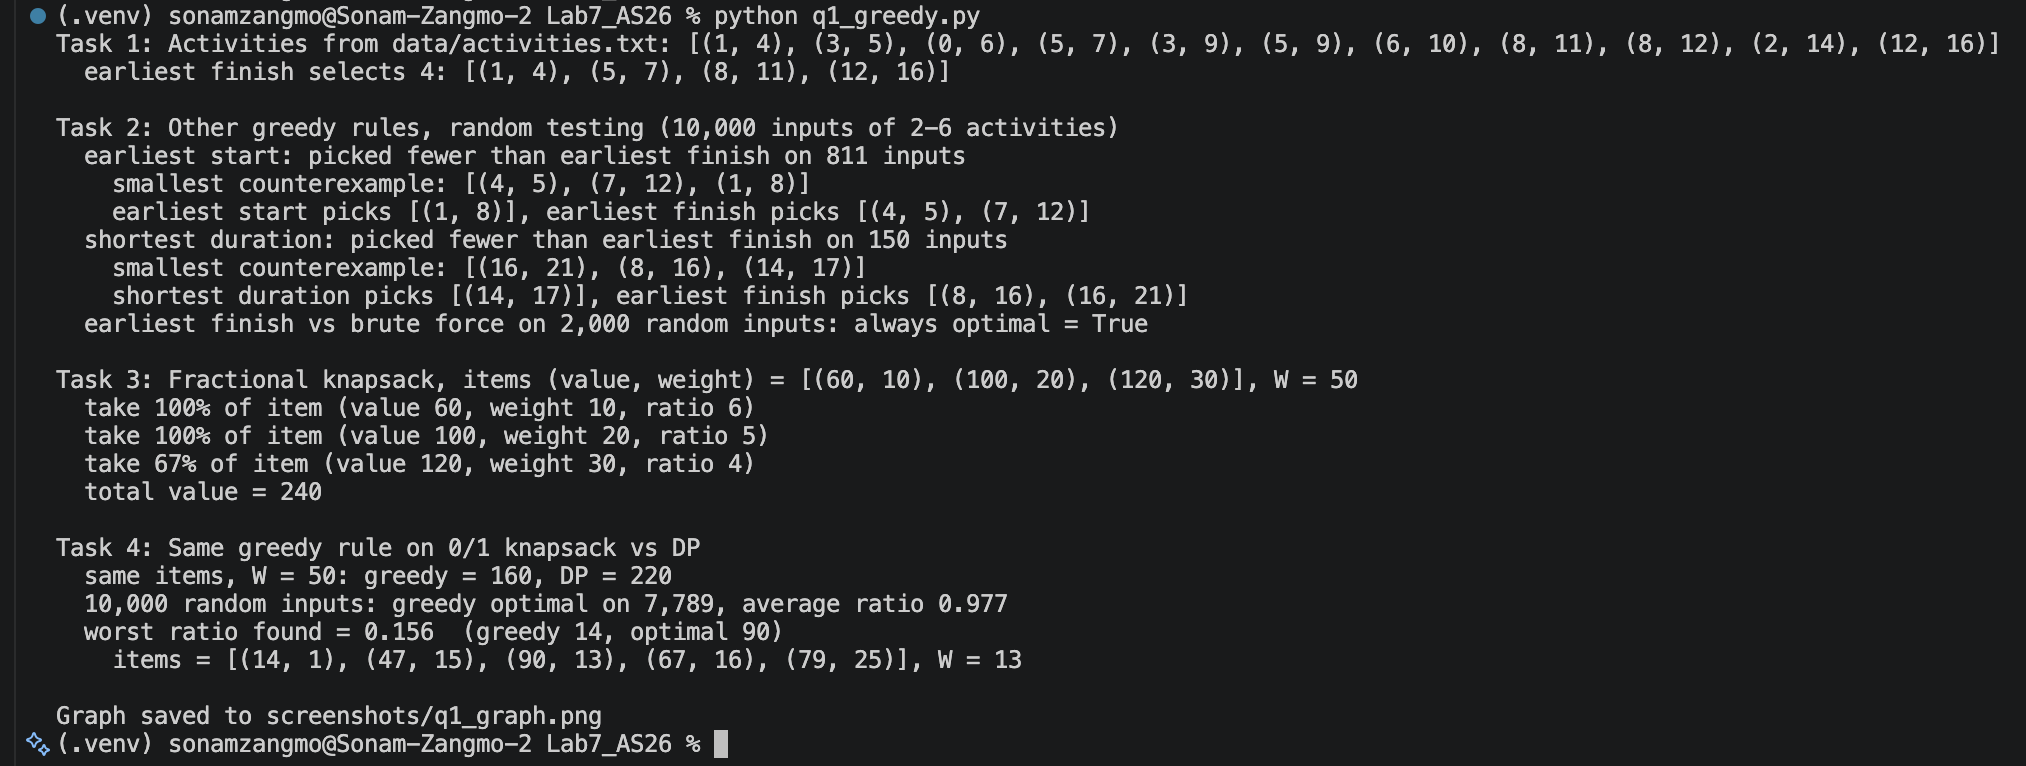 (.venv) sonamzangmo@Sonam-Zangmo-2 Lab7_AS26 % python q1_greedy.py
Task 1: Activities from data/activities.txt: [(1, 4), (3, 5), (0, 6), (5, 7), (3, 9), (5, 9), (6, 10), (8, 11), (8, 12), (2, 14), (12, 16)]
  earliest finish selects 4: [(1, 4), (5, 7), (8, 11), (12, 16)]

Task 2: Other greedy rules, random testing (10,000 inputs of 2–6 activities)
  earliest start: picked fewer than earliest finish on 811 inputs
    smallest counterexample: [(4, 5), (7, 12), (1, 8)]
    earliest start picks [(1, 8)], earliest finish picks [(4, 5), (7, 12)]
  shortest duration: picked fewer than earliest finish on 150 inputs
    smallest counterexample: [(16, 21), (8, 16), (14, 17)]
    shortest duration picks [(14, 17)], earliest finish picks [(8, 16), (16, 21)]
  earliest finish vs brute force on 2,000 random inputs: always optimal = True

Task 3: Fractional knapsack, items (value, weight) = [(60, 10), (100, 20), (120, 30)], W = 50
  take 100% of item (value 60, weight 10, ratio 6)
  take 100% of item (value 100, weight 20, ratio 5)
  take 67% of item (value 120, weight 30, ratio 4)
  total value = 240

Task 4: Same greedy rule on 0/1 knapsack vs DP
  same items, W = 50: greedy = 160, DP = 220
  10,000 random inputs: greedy optimal on 7,789, average ratio 0.977
  worst ratio found = 0.156  (greedy 14, optimal 90)
    items = [(14, 1), (47, 15), (90, 13), (67, 16), (79, 25)], W = 13

Graph saved to screenshots/q1_graph.png
(.venv) sonamzangmo@Sonam-Zangmo-2 Lab7_AS26 %